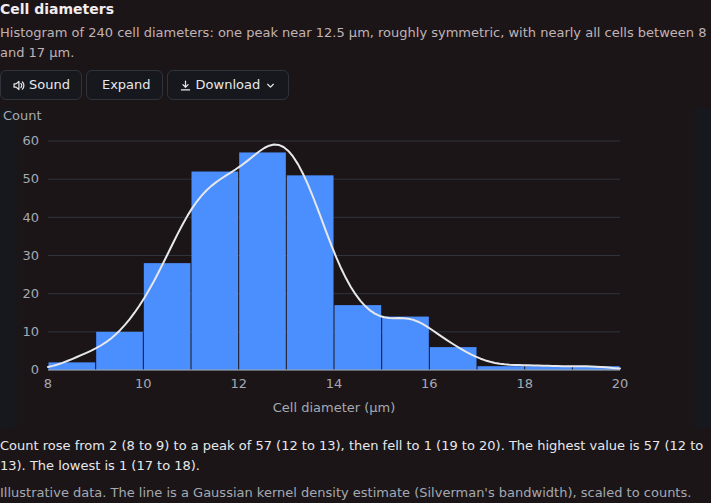 Cell diameters
Histogram of 240 cell diameters: one peak near 12.5 µm, roughly symmetric, with nearly all cells between 8
and 17 µm.
Sound Expand Download
Count
60
50
40
30
20
10
0
8 10 12 14 16 18 20
Cell diameter (µm)
Count rose from 2 (8 to 9) to a peak of 57 (12 to 13), then fell to 1 (19 to 20). The highest value is 57 (12 to
13). The lowest is 1 (17 to 18).
Illustrative data. The line is a Gaussian kernel density estimate (Silverman's bandwidth), scaled to counts.